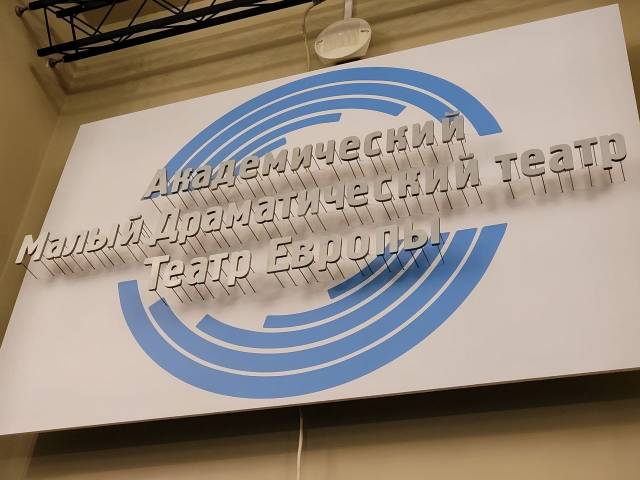 Академический
Малый Драматический театр
Театр Европы